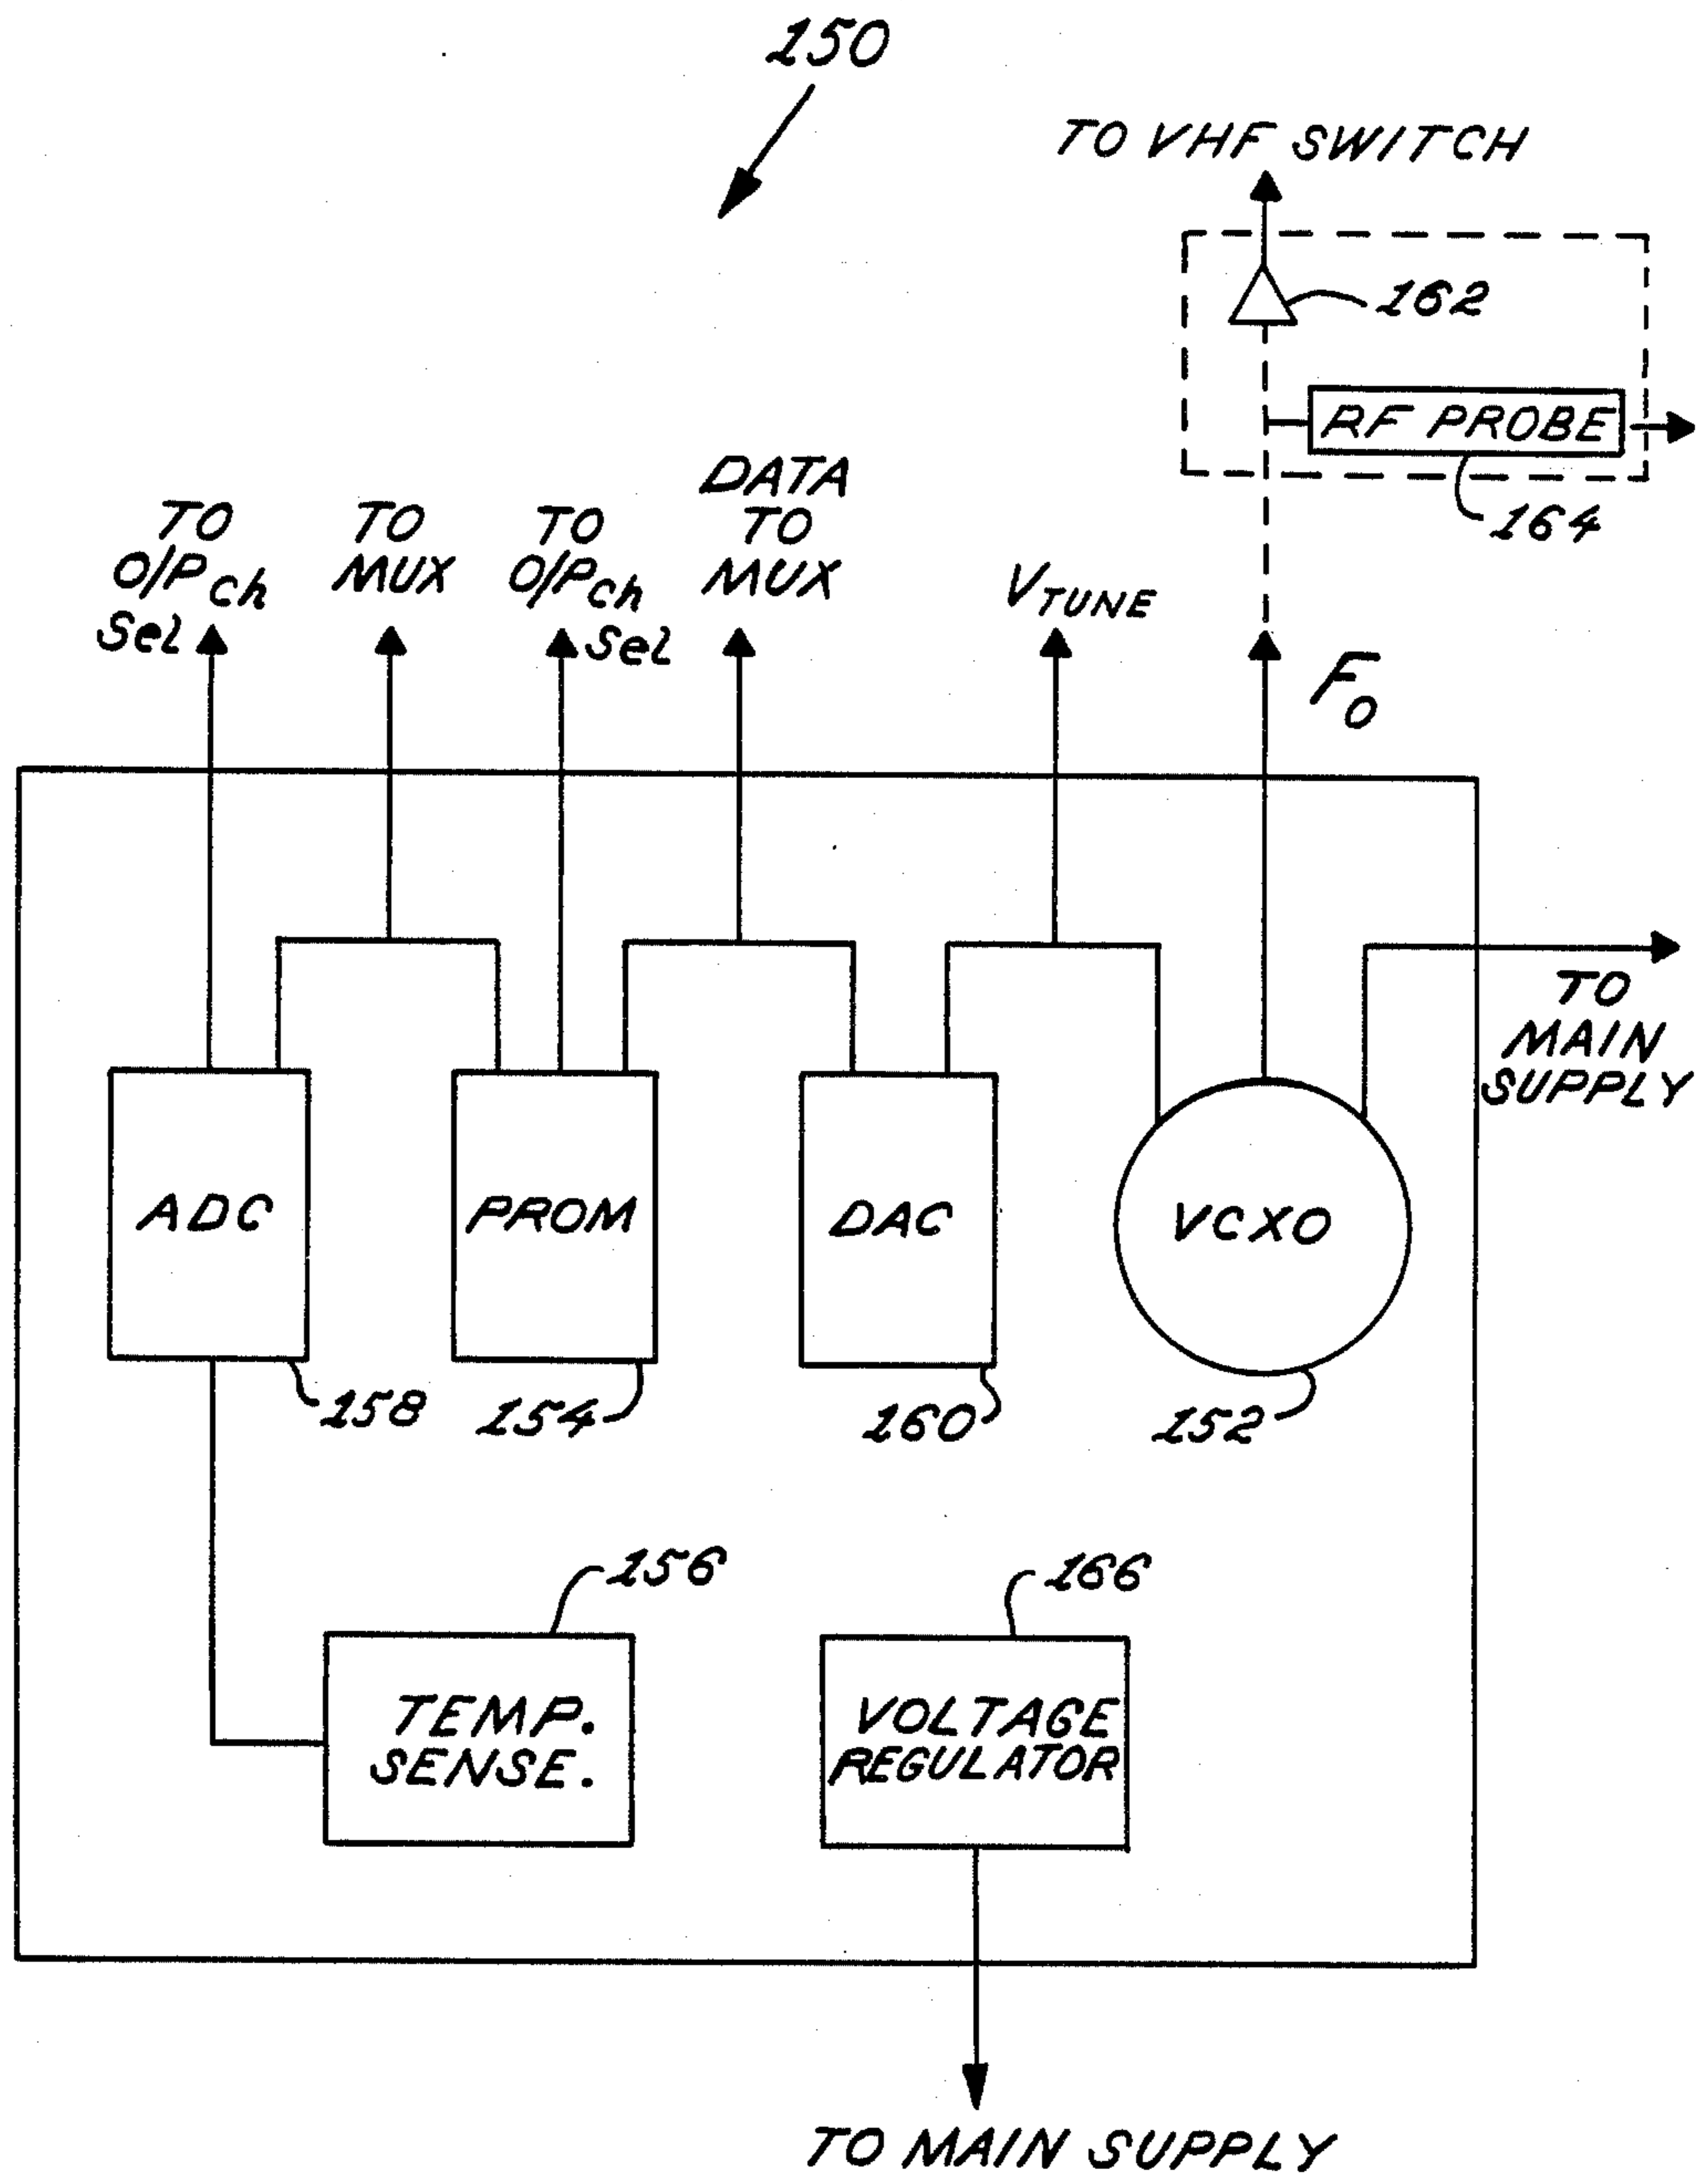 150
TO VHF SWITCH
162
RF PROBE
164
TO
O/Pch
Sel
TO
MUX
TO
O/Pch
Sel
DATA
TO
MUX
VTUNE
Fo
TO
MAIN
SUPPLY
ADC
PROM
DAC
VCXO
158
154
160
152
156
166
TEMP.
SENSE.
VOLTAGE
REGULATOR
TO MAIN SUPPLY